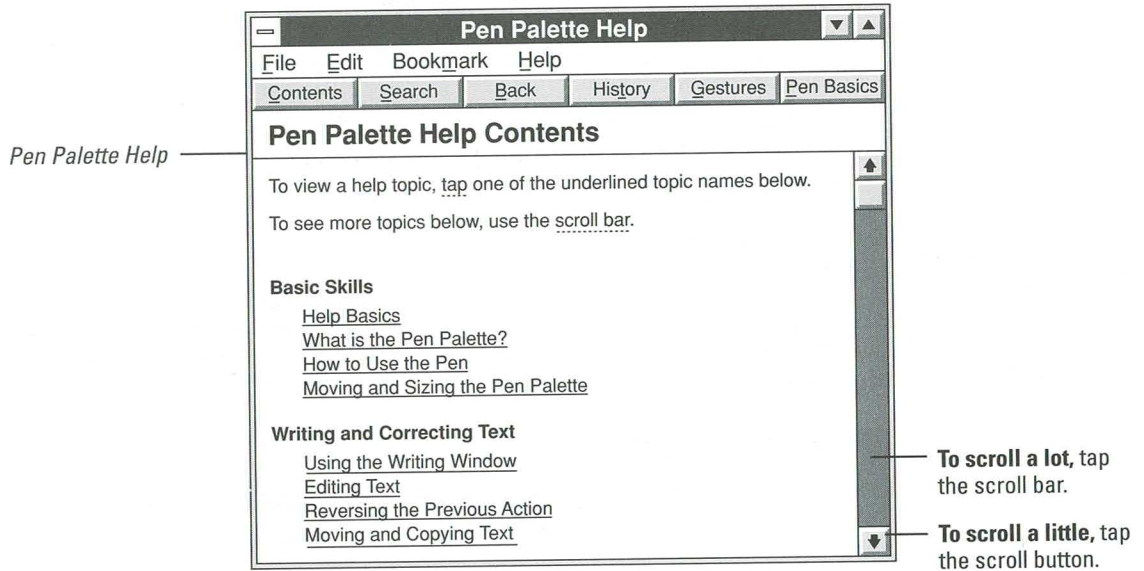 Pen Palette Help
File Edit Bookmark Help
Contents Search Back History Gestures Pen Basics
Pen Palette Help Contents
Pen Palette Help
To view a help topic, tap one of the underlined topic names below.
To see more topics below, use the scroll bar.
Basic Skills
Help Basics
What is the Pen Palette?
How to Use the Pen
Moving and Sizing the Pen Palette
Writing and Correcting Text
Using the Writing Window
Editing Text
Reversing the Previous Action
Moving and Copying Text
To scroll a lot, tap
the scroll bar.
To scroll a little, tap
the scroll button.